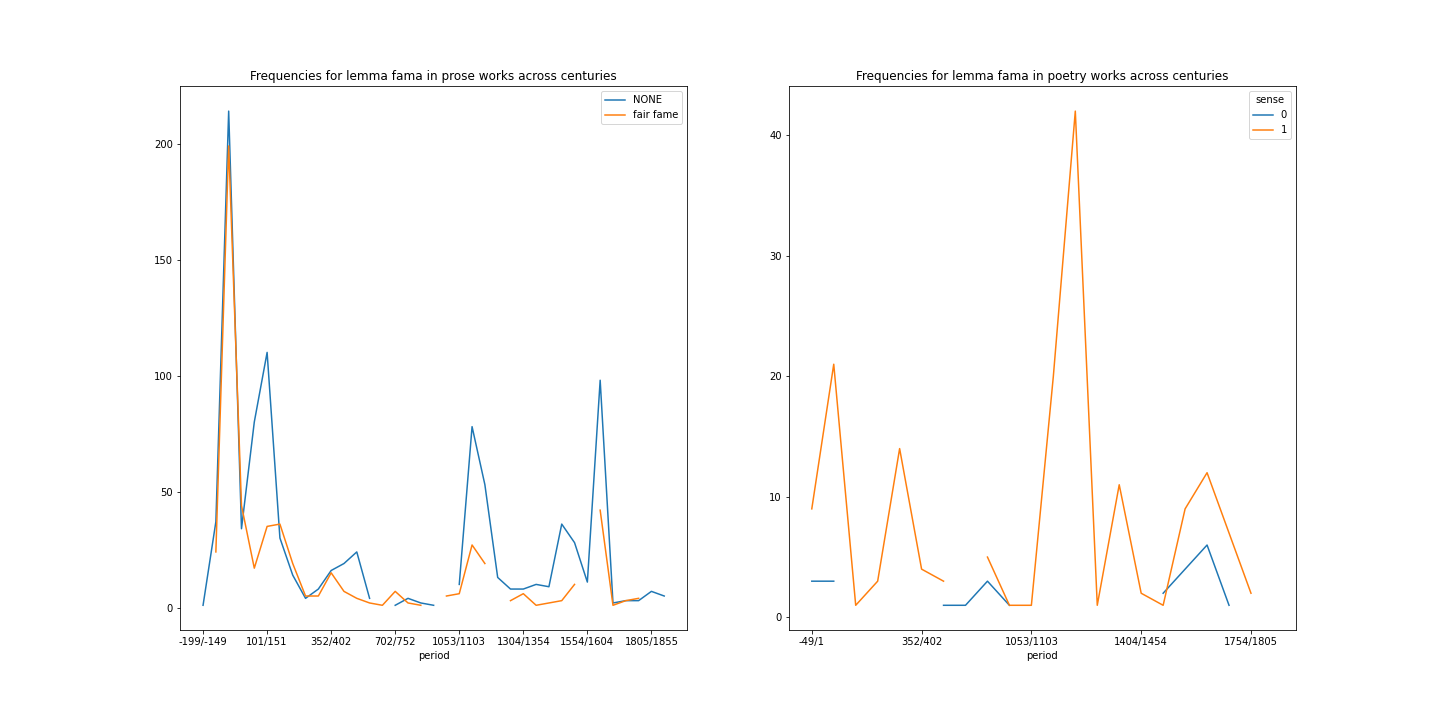 Frequencies for lemma fama in prose works across centuries
NONE
fair fame
200
150
100
50
0
-199/-149 101/151 352/402 702/752 1053/1103 1304/1354 1554/1604 1805/1855
period
Frequencies for lemma fama in poetry works across centuries
sense
0
1
40
30
20
10
0
-49/1 352/402 1053/1103 1404/1454 1754/1805
period